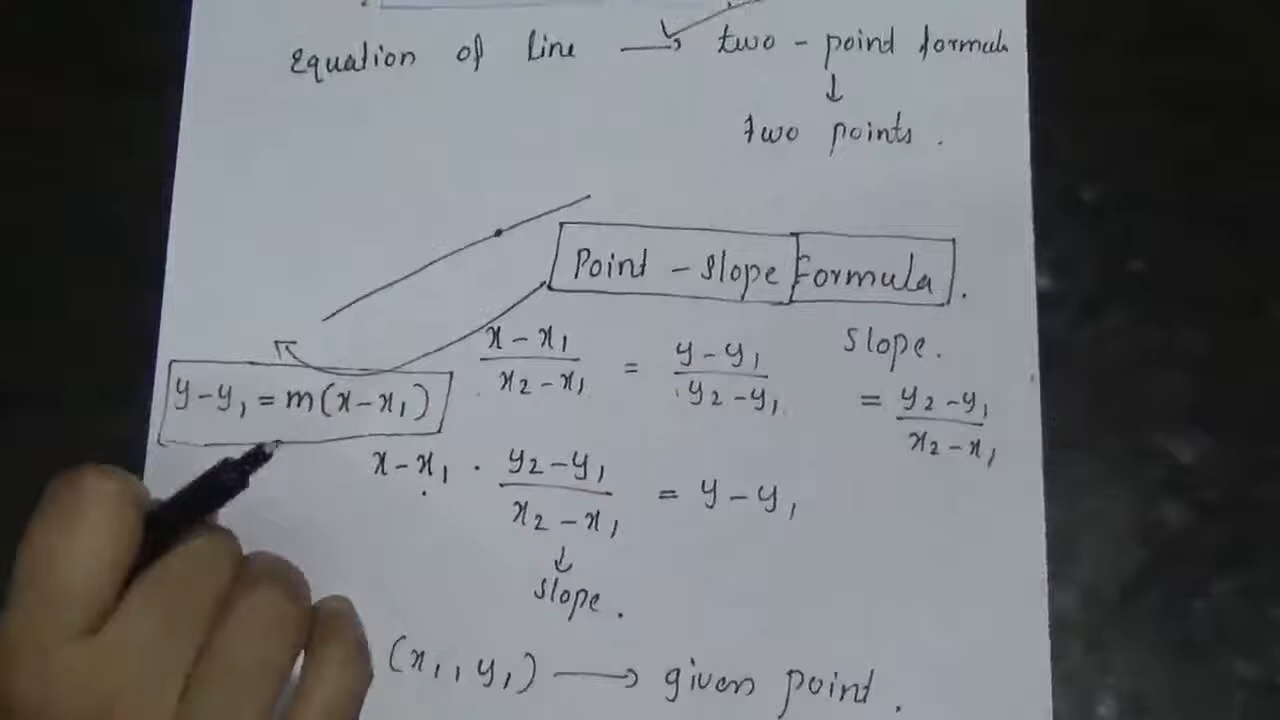 Equation of line → two-point formula
↓
two points.
Point-slope Formula.
(x-x₁)/(x₂-x₁) = (y-y₁)/(y₂-y₁)
slope.
= (y₂-y₁)/(x₂-x₁)
y-y₁ = m(x-x₁)
x-x₁ . (y₂-y₁)/(x₂-x₁) = y-y₁
↓
slope.
(x₁, y₁) → given point.